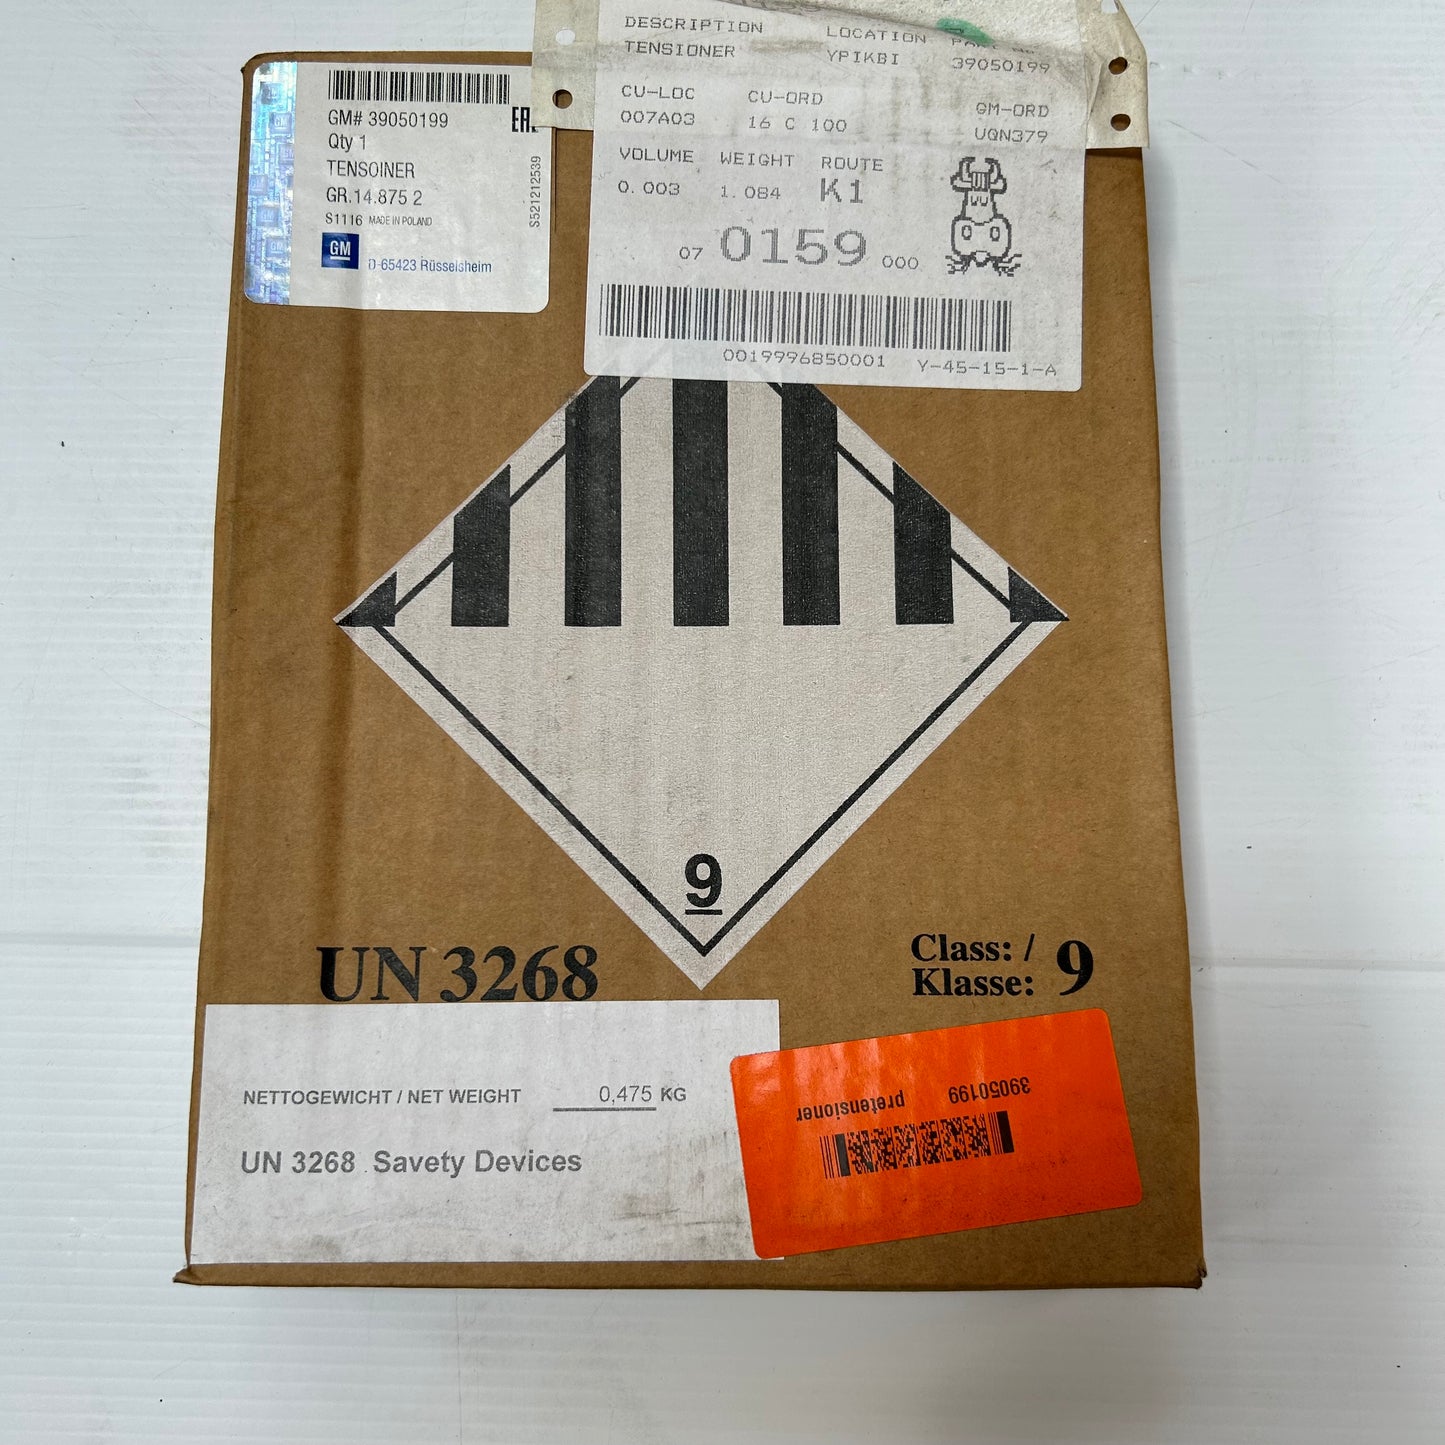 GM# 39050199
Qty 1
TENSOINER
GR.14.875 2
S1116 MADE IN POLAND
GM
D-65423 Rüsselsheim
S521212539
DESCRIPTION LOCATION PART No.
TENSIONER YPIKBI 39050199
CU-LOC CU-ORD GM-ORD
007A03 16 C 100 UQN379
VOLUME WEIGHT ROUTE
0.003 1.084 K1
07 0159 000
0019996850001 Y-45-15-1-A
9
UN 3268
Class: / 9
Klasse:
NETTOGEWICHT / NET WEIGHT 0,475 KG
UN 3268 Savety Devices
39050199 pretensioner